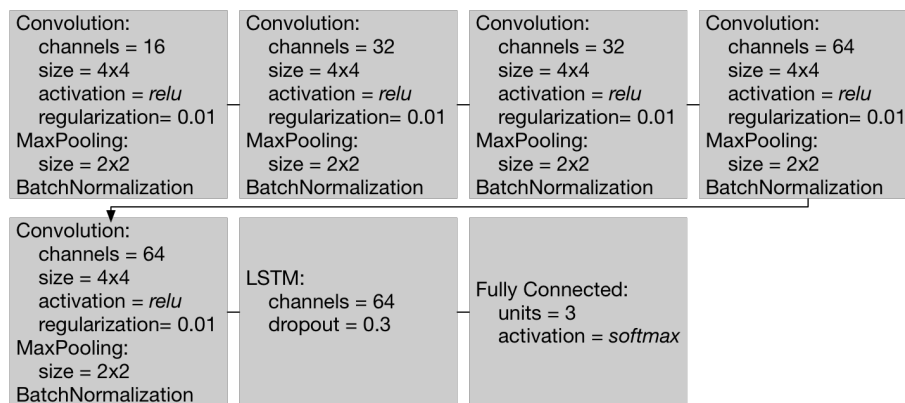 Convolution:
channels = 16
size = 4x4
activation = relu
regularization= 0.01
MaxPooling:
size = 2x2
BatchNormalization
Convolution:
channels = 32
size = 4x4
activation = relu
regularization= 0.01
MaxPooling:
size = 2x2
BatchNormalization
Convolution:
channels = 32
size = 4x4
activation = relu
regularization= 0.01
MaxPooling:
size = 2x2
BatchNormalization
Convolution:
channels = 64
size = 4x4
activation = relu
regularization= 0.01
MaxPooling:
size = 2x2
BatchNormalization
Convolution:
channels = 64
size = 4x4
activation = relu
regularization= 0.01
MaxPooling:
size = 2x2
BatchNormalization
LSTM:
channels = 64
dropout = 0.3
Fully Connected:
units = 3
activation = softmax